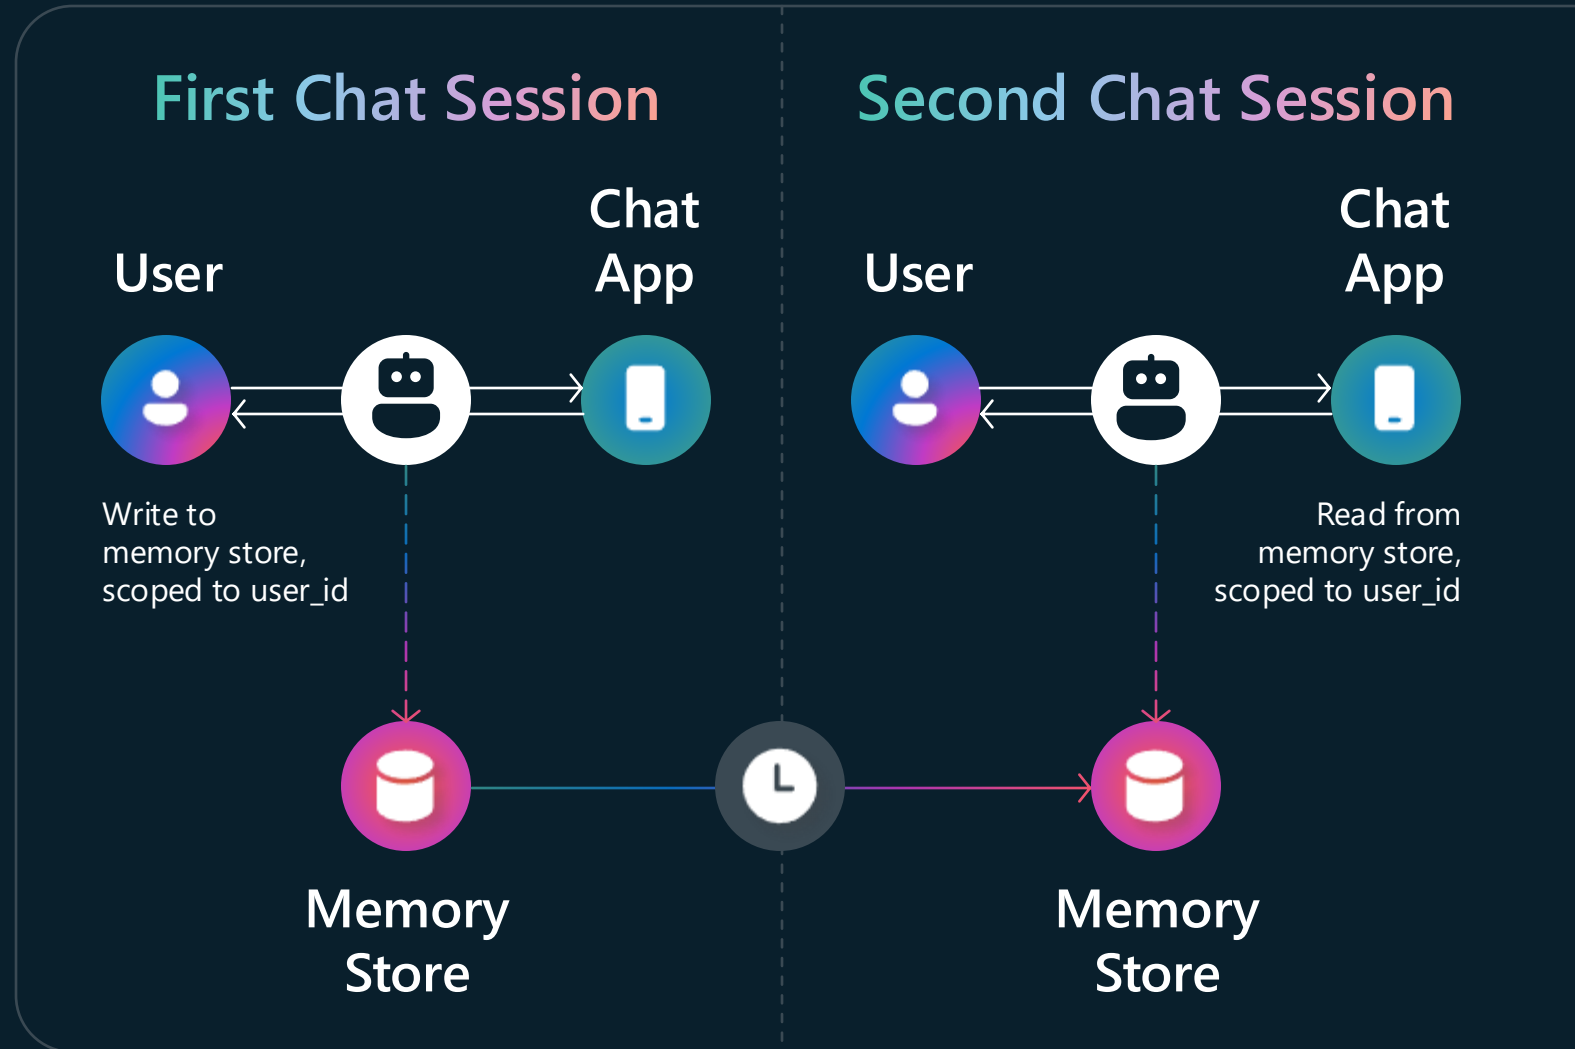 First Chat Session
User
Chat
App
Write to
memory store,
scoped to user_id
Memory
Store
Second Chat Session
User
Chat
App
Read from
memory store,
scoped to user_id
Memory
Store